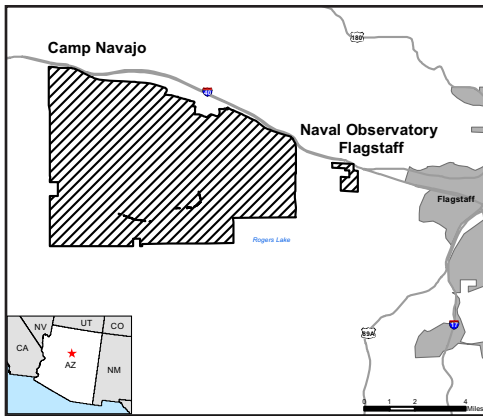 180
Camp Navajo
40
Naval Observatory
Flagstaff
Flagstaff
Rogers Lake
17
89A
NV
UT
CO
CA
AZ
NM
0 1 2 4
Miles